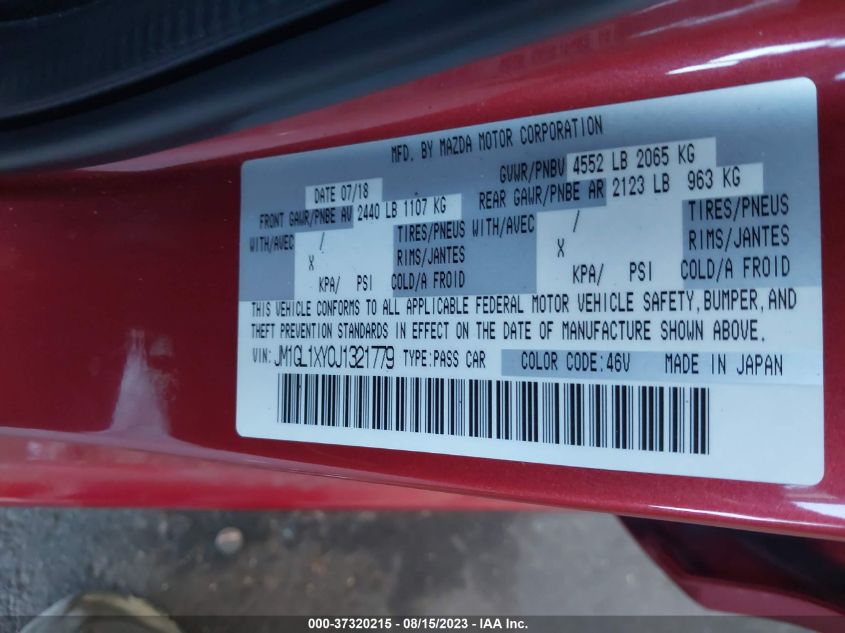 MFD. BY MAZDA MOTOR CORPORATION
DATE 07/18 GVWR/PNBV 4552 LB 2065 KG
FRONT GAWR/PNBE AV 2440 LB 1107 KG REAR GAWR/PNBE AR 2123 LB 963 KG
WITH/AVEC / TIRES/PNEUS WITH/AVEC / TIRES/PNEUS
X RIMS/JANTES X RIMS/JANTES
KPA/ PSI COLD/A FROID KPA/ PSI COLD/A FROID
THIS VEHICLE CONFORMS TO ALL APPLICABLE FEDERAL MOTOR VEHICLE SAFETY, BUMPER, AND
THEFT PREVENTION STANDARDS IN EFFECT ON THE DATE OF MANUFACTURE SHOWN ABOVE.
VIN: JM1GL1XY0J1321779 TYPE:PASS CAR COLOR CODE:46V MADE IN JAPAN
000-37320215 - 08/15/2023 - IAA Inc.